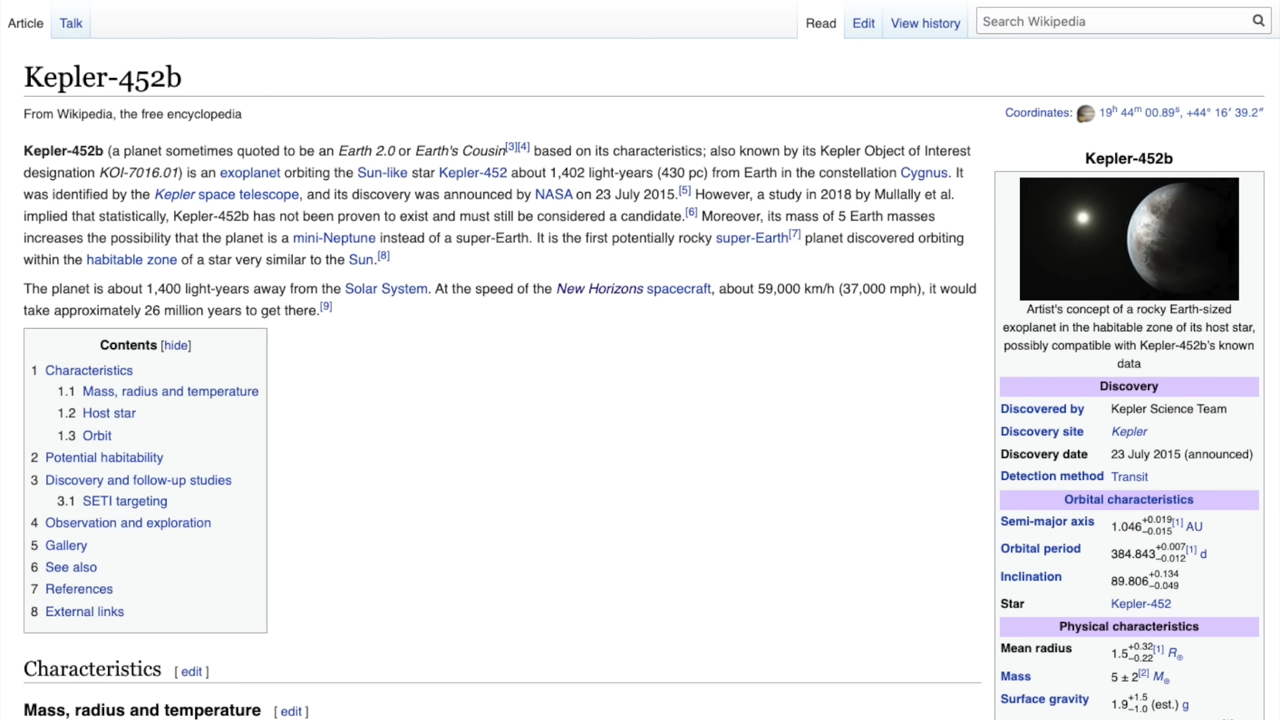 Article Talk Read Edit View history Search Wikipedia
Kepler-452b
From Wikipedia, the free encyclopedia
Coordinates: 19h 44m 00.89s, +44° 16′ 39.2″
Kepler-452b (a planet sometimes quoted to be an Earth 2.0 or Earth's Cousin[3][4] based on its characteristics; also known by its Kepler Object of Interest
designation KOI-7016.01) is an exoplanet orbiting the Sun-like star Kepler-452 about 1,402 light-years (430 pc) from Earth in the constellation Cygnus. It
was identified by the Kepler space telescope, and its discovery was announced by NASA on 23 July 2015.[5] However, a study in 2018 by Mullally et al.
implied that statistically, Kepler-452b has not been proven to exist and must still be considered a candidate.[6] Moreover, its mass of 5 Earth masses
increases the possibility that the planet is a mini-Neptune instead of a super-Earth. It is the first potentially rocky super-Earth[7] planet discovered orbiting
within the habitable zone of a star very similar to the Sun.[8]
The planet is about 1,400 light-years away from the Solar System. At the speed of the New Horizons spacecraft, about 59,000 km/h (37,000 mph), it would
take approximately 26 million years to get there.[9]
Contents [hide]
1 Characteristics
1.1 Mass, radius and temperature
1.2 Host star
1.3 Orbit
2 Potential habitability
3 Discovery and follow-up studies
3.1 SETI targeting
4 Observation and exploration
5 Gallery
6 See also
7 References
8 External links
Characteristics [ edit ]
Mass, radius and temperature [ edit ]
Kepler-452b
Artist's concept of a rocky Earth-sized
exoplanet in the habitable zone of its host star,
possibly compatible with Kepler-452b's known
data
Discovery
Discovered by Kepler Science Team
Discovery site Kepler
Discovery date 23 July 2015 (announced)
Detection method Transit
Orbital characteristics
Semi-major axis 1.046+0.019−0.015[1] AU
Orbital period 384.843+0.007−0.012[1] d
Inclination 89.806+0.134−0.049
Star Kepler-452
Physical characteristics
Mean radius 1.5+0.32−0.22[1] R⊕
Mass 5 ± 2[2] M⊕
Surface gravity 1.9+1.5−1.0 (est.) g